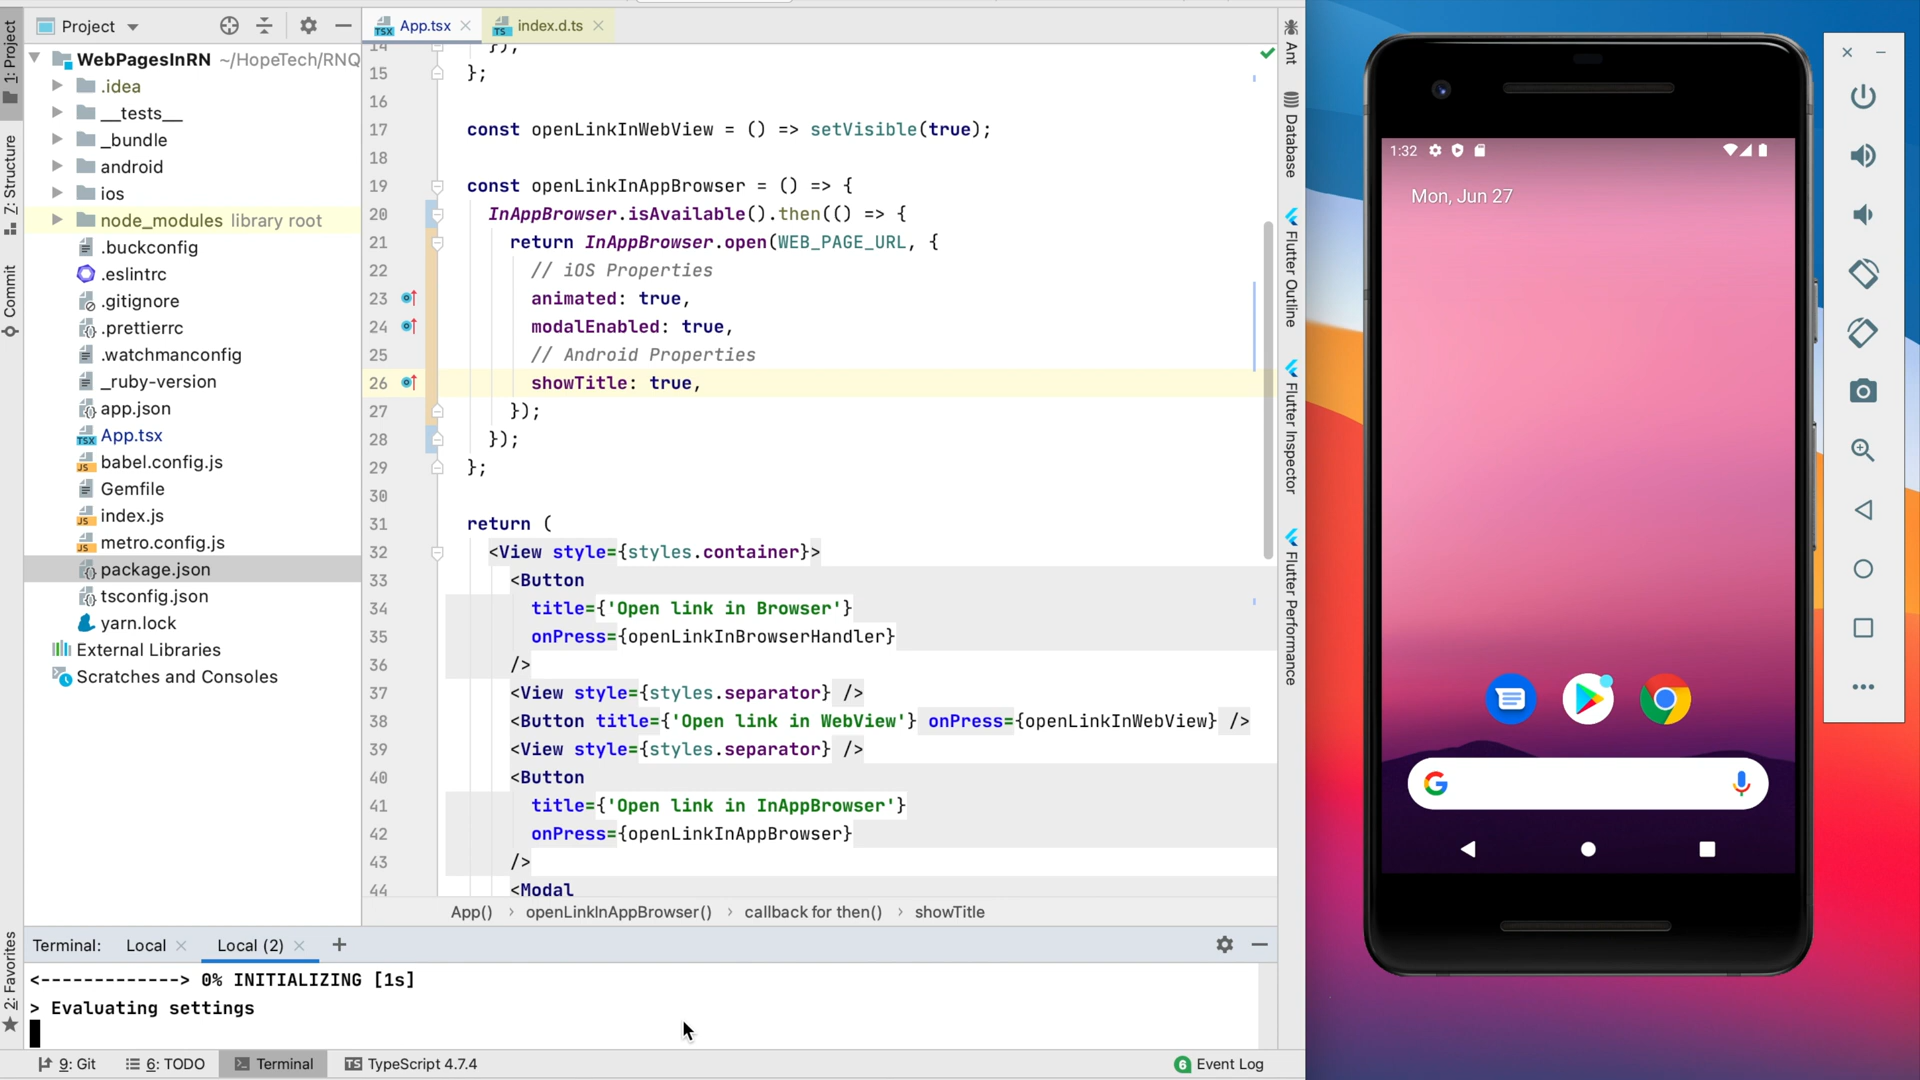 1: Project
Z: Structure
Commit
2: Favorites
Project
WebPagesInRN ~/HopeTech/RNQ
.idea
__tests__
_bundle
android
ios
node_modules library root
.buckconfig
.eslintrc
.gitignore
.prettierrc
.watchmanconfig
_ruby-version
app.json
App.tsx
babel.config.js
Gemfile
index.js
metro.config.js
package.json
tsconfig.json
yarn.lock
External Libraries
Scratches and Consoles
App.tsx
index.d.ts
14 });
15 };
16
17 const openLinkInWebView = () => setVisible(true);
18
19 const openLinkInAppBrowser = () => {
20 InAppBrowser.isAvailable().then(() => {
21 return InAppBrowser.open(WEB_PAGE_URL, {
22 // iOS Properties
23 animated: true,
24 modalEnabled: true,
25 // Android Properties
26 showTitle: true,
27 });
28 });
29 };
30
31 return (
32 <View style={styles.container}>
33 <Button
34 title={'Open link in Browser'}
35 onPress={openLinkInBrowserHandler}
36 />
37 <View style={styles.separator} />
38 <Button title={'Open link in WebView'} onPress={openLinkInWebView} />
39 <View style={styles.separator} />
40 <Button
41 title={'Open link in InAppBrowser'}
42 onPress={openLinkInAppBrowser}
43 />
44 <Modal
App() › openLinkInAppBrowser() › callback for then() › showTitle
Ant
Database
Flutter Outline
Flutter Inspector
Flutter Performance
Terminal: Local Local (2) +
<-------------> 0% INITIALIZING [1s]
> Evaluating settings
9: Git
6: TODO
Terminal
TypeScript 4.7.4
6 Event Log
1:32
Mon, Jun 27